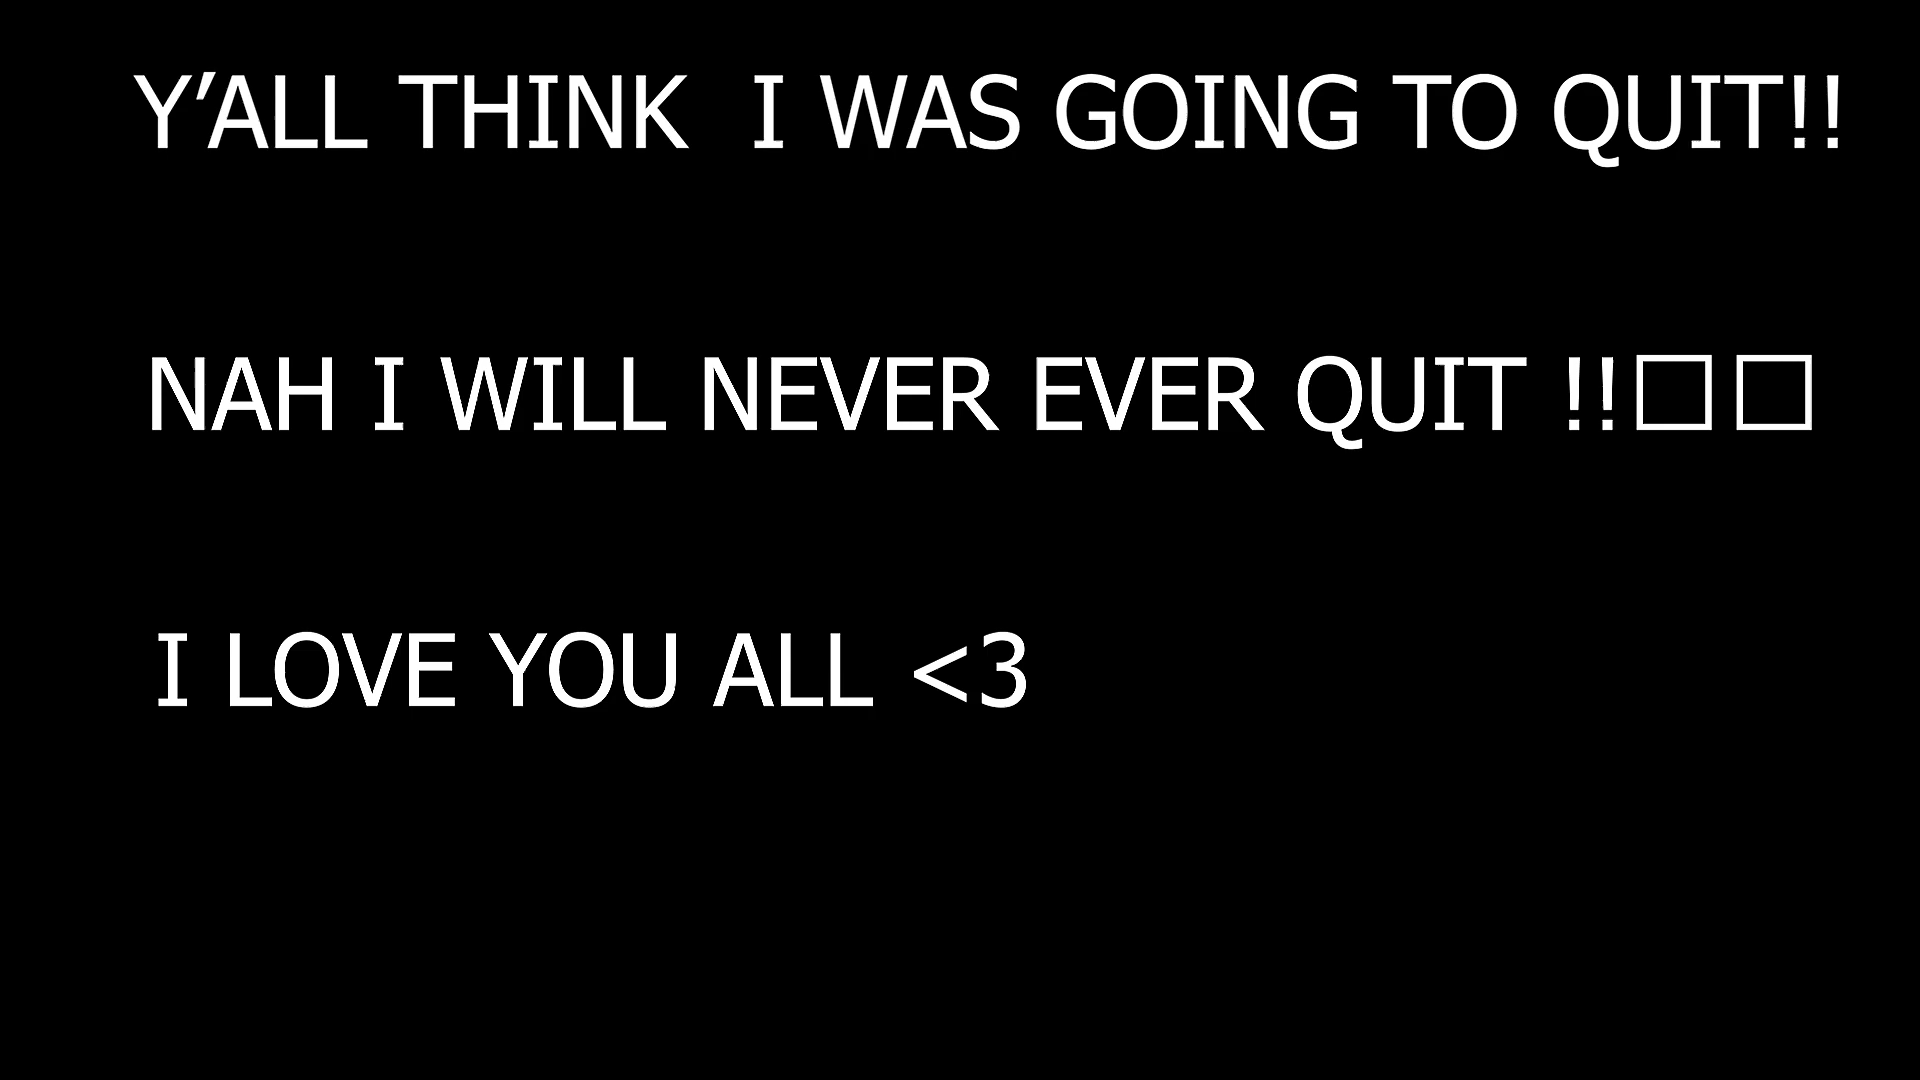 Y’ALL THINK  I WAS GOING TO QUIT!!
NAH I WILL NEVER EVER QUIT !!□□
I LOVE YOU ALL <3